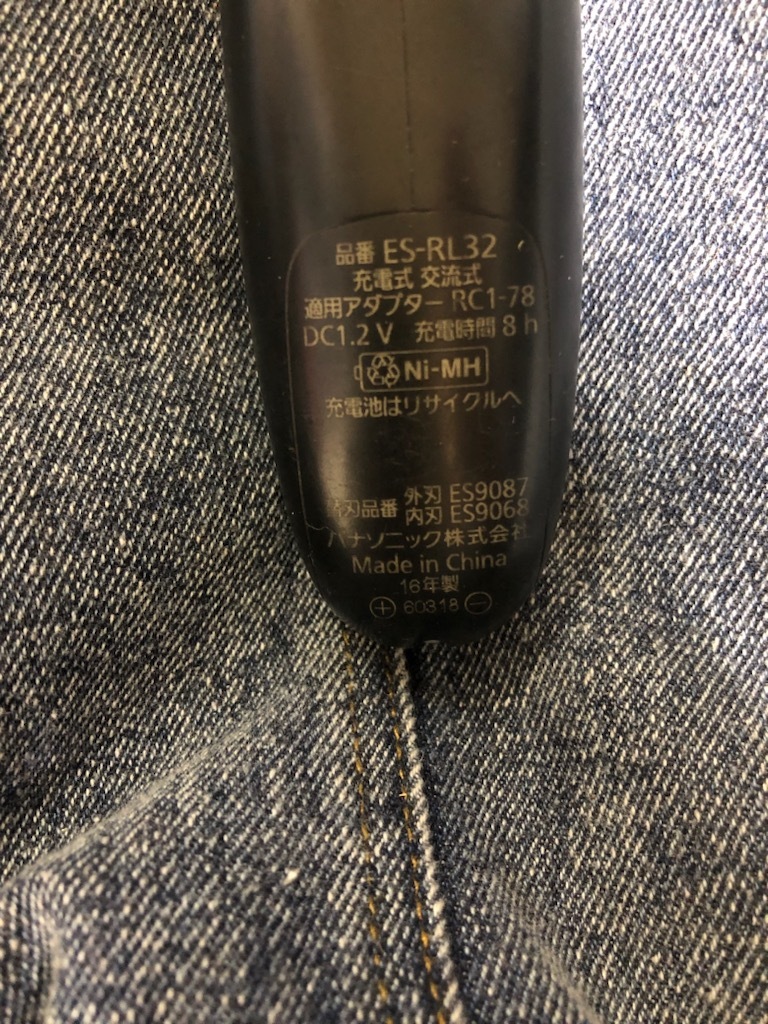 品番 ES-RL32
充電式 交流式
適用アダプター RC1-78
DC1.2 V 充電時間 8 h
Ni-MH
充電池はリサイクルへ
外刃 ES9087
刃品番 内刃 ES9068
パナソニック株式会社
Made in China
16年製
+ 60318 −